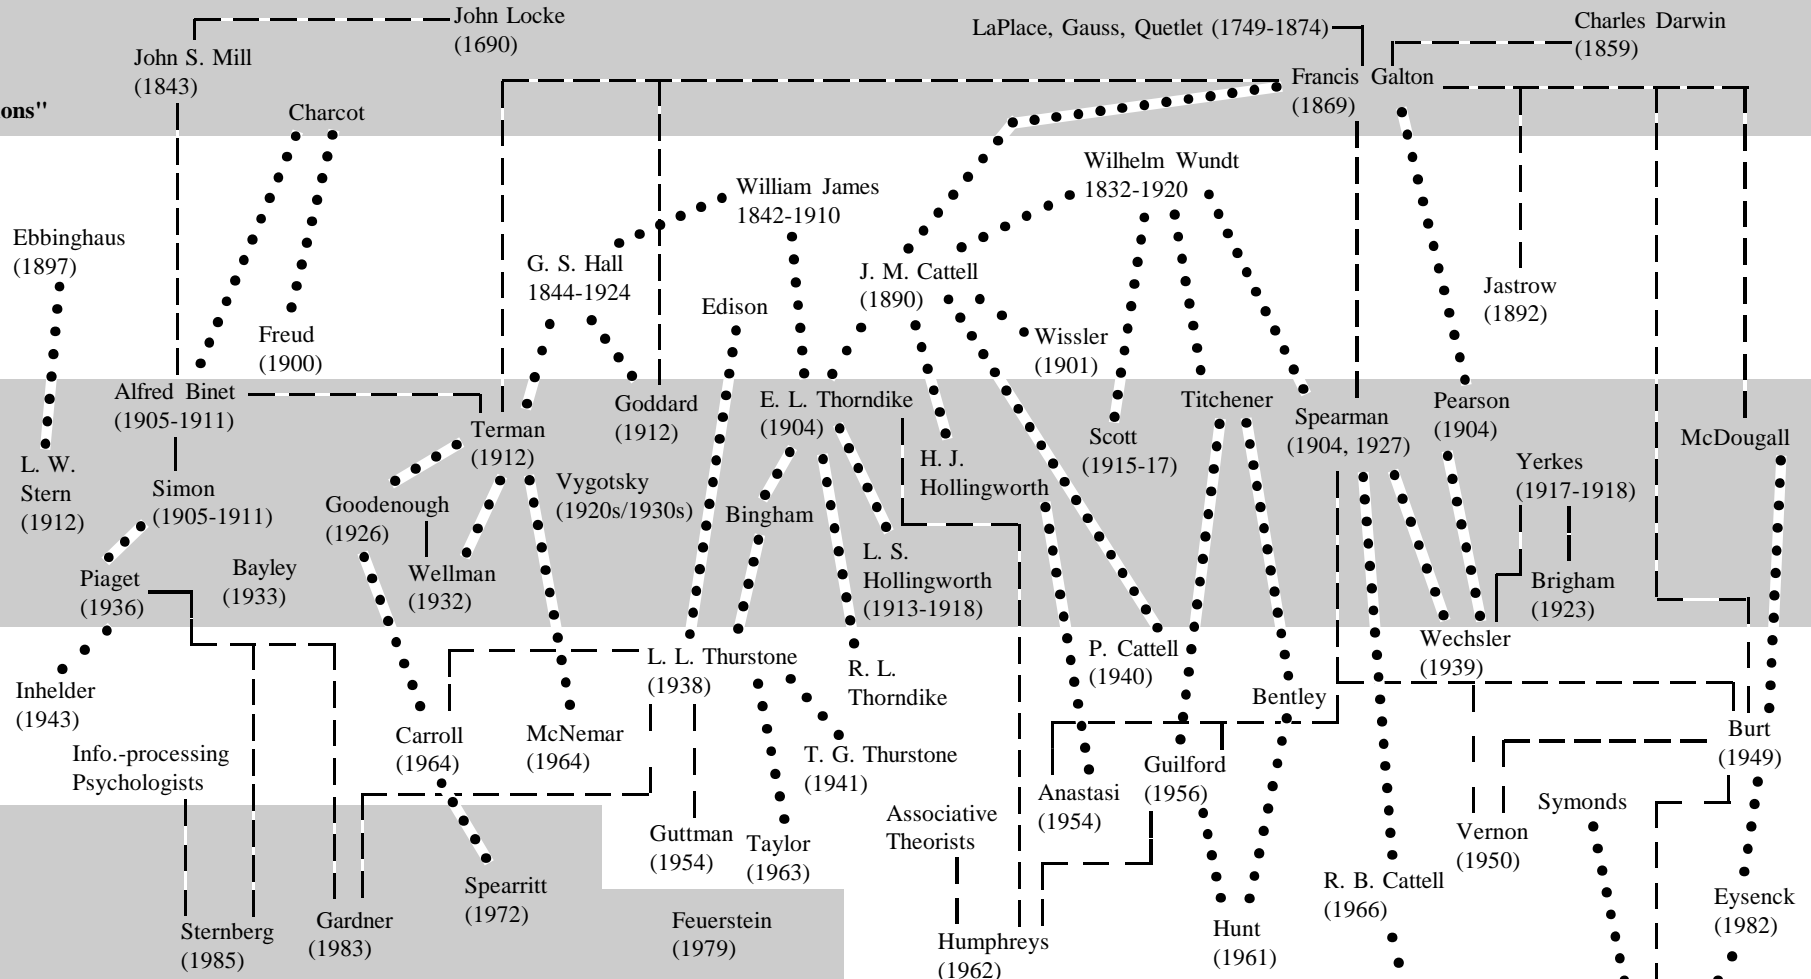 John Locke
(1690)
LaPlace, Gauss, Quetlet (1749-1874)
Charles Darwin
(1859)
John S. Mill
(1843)
Francis Galton
(1869)
ons"
Charcot
Wilhelm Wundt
1832-1920
William James
1842-1910
Ebbinghaus
(1897)
G. S. Hall
1844-1924
J. M. Cattell
(1890)
Jastrow
(1892)
Edison
Freud
(1900)
Wissler
(1901)
Alfred Binet
(1905-1911)
Terman
(1912)
Goddard
(1912)
E. L. Thorndike
(1904)
Titchener
Spearman
(1904, 1927)
Pearson
(1904)
McDougall
Scott
(1915-17)
L. W.
Stern
(1912)
Simon
(1905-1911)
Goodenough
(1926)
Vygotsky
(1920s/1930s)
Bingham
H. J.
Hollingworth
Yerkes
(1917-1918)
L. S.
Hollingworth
(1913-1918)
Piaget
(1936)
Bayley
(1933)
Wellman
(1932)
Brigham
(1923)
Wechsler
(1939)
L. L. Thurstone
(1938)
R. L.
Thorndike
P. Cattell
(1940)
Inhelder
(1943)
Bentley
Carroll
(1964)
McNemar
(1964)
T. G. Thurstone
(1941)
Burt
(1949)
Info.-processing
Psychologists
Guilford
(1956)
Anastasi
(1954)
Associative
Theorists
Symonds
Vernon
(1950)
Guttman
(1954)
Taylor
(1963)
R. B. Cattell
(1966)
Eysenck
(1982)
Spearritt
(1972)
Sternberg
(1985)
Gardner
(1983)
Feuerstein
(1979)
Humphreys
(1962)
Hunt
(1961)